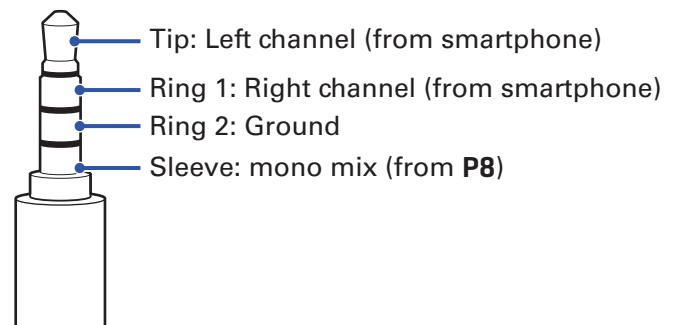 Tip: Left channel (from smartphone)
Ring 1: Right channel (from smartphone)
Ring 2: Ground
Sleeve: mono mix (from P8)